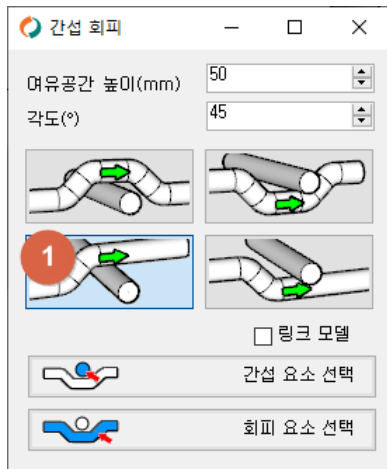 간섭 회피
여유공간 높이(mm) 50
각도(°) 45
1
링크 모델
간섭 요소 선택
회피 요소 선택